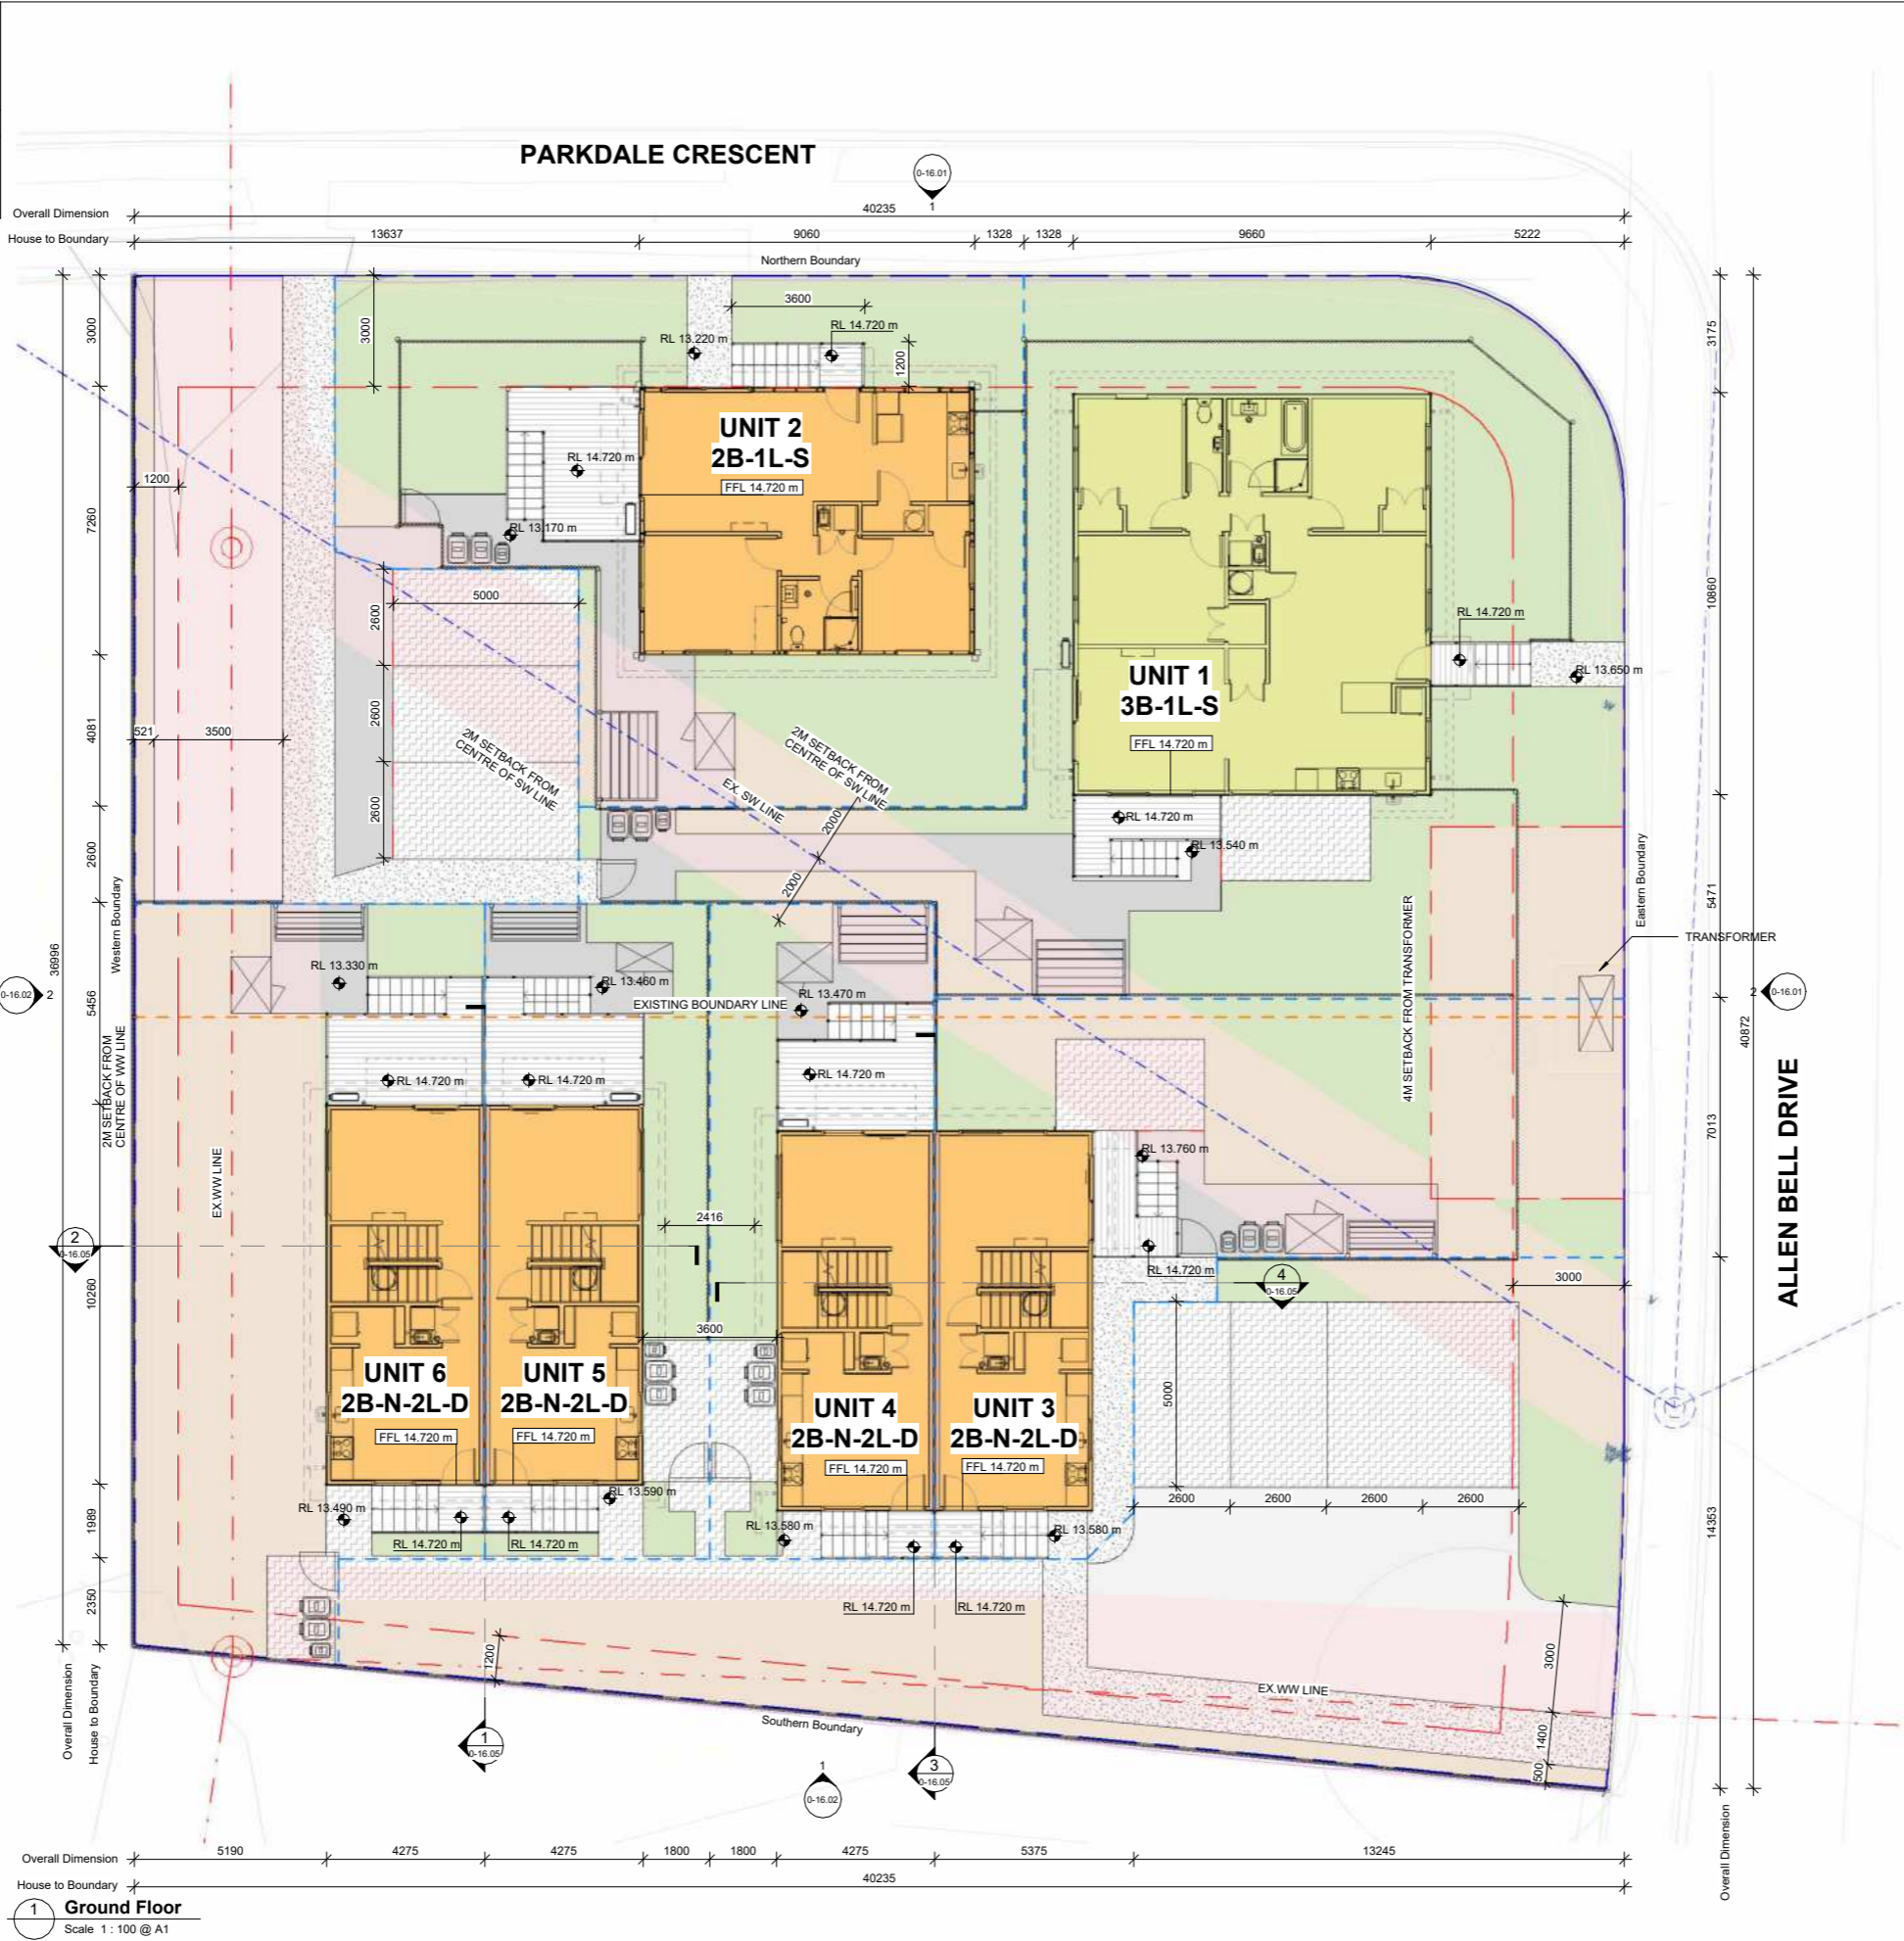 PARKDALE CRESCENT
0-16.01
1
Overall Dimension
40235
House to Boundary
13637
9060
1328
1328
9660
5222
Northern Boundary
3000
3000
3600
RL 14.720 m
RL 13.220 m
1200
3175
UNIT 2
2B-1L-S
FFL 14.720 m
RL 14.720 m
1200
7260
RL 13.170 m
5000
2600
10860
RL 14.720 m
RL 13.650 m
UNIT 1
3B-1L-S
FFL 14.720 m
4081
521
3500
2600
2M SETBACK FROM
CENTRE OF SW LINE
2M SETBACK FROM
CENTRE OF SW LINE
EX. SW LINE
2000
2000
2600
2600
RL 14.720 m
RL 13.540 m
Western Boundary
Eastern Boundary
5471
4M SETBACK FROM TRANSFORMER
TRANSFORMER
36996
0-16.02
2
5456
RL 13.330 m
RL 13.460 m
EXISTING BOUNDARY LINE
RL 13.470 m
2
0-16.01
40872
2M SETBACK FROM
CENTRE OF WW LINE
RL 14.720 m
RL 14.720 m
RL 14.720 m
7013
ALLEN BELL DRIVE
EX.WW LINE
RL 13.760 m
2
0-16.05
2416
10260
RL 14.720 m
4
0-16.05
3000
3600
5000
UNIT 6
2B-N-2L-D
FFL 14.720 m
UNIT 5
2B-N-2L-D
FFL 14.720 m
UNIT 4
2B-N-2L-D
FFL 14.720 m
UNIT 3
2B-N-2L-D
FFL 14.720 m
2600
2600
2600
2600
14353
1989
RL 13.490 m
RL 13.590 m
RL 13.580 m
RL 13.580 m
RL 14.720 m
RL 14.720 m
2350
RL 14.720 m
RL 14.720 m
1200
3000
EX.WW LINE
1400
500
Overall Dimension
House to Boundary
Southern Boundary
1
0-16.05
3
0-16.05
1
0-16.02
Overall Dimension
Overall Dimension
5190
4275
4275
1800
1800
4275
5375
13245
House to Boundary
40235
1
Ground Floor
Scale 1 : 100 @ A1